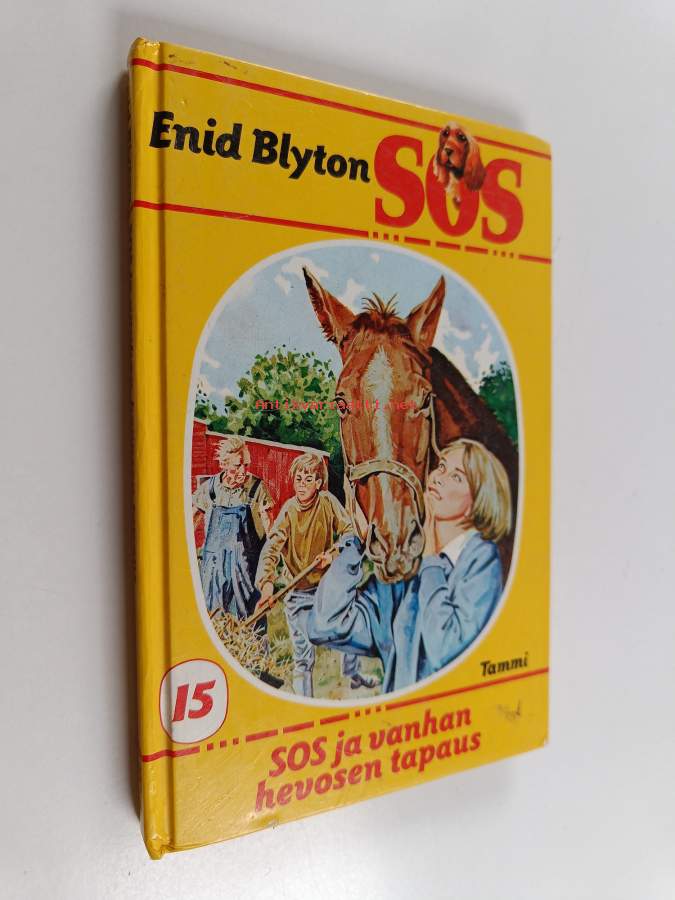 Enid Blyton
SOS
Antikvariaatti.net
Tammi
15
SOS ja vanhan
hevosen tapaus